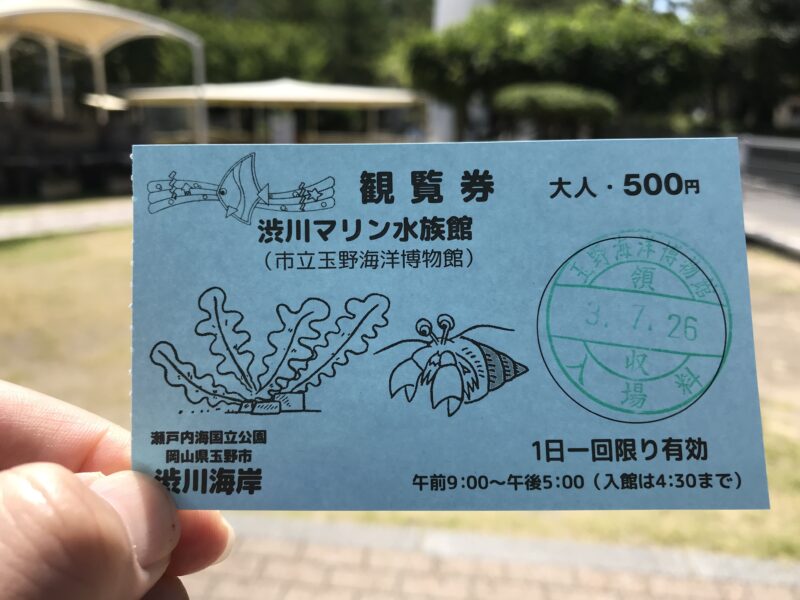 観覧券 大人・500円
渋川マリン水族館
（市立玉野海洋博物館）
玉野海洋博物館
領
3.7.26
収
入場料
瀬戸内海国立公園
岡山県玉野市
渋川海岸
1日一回限り有効
午前9:00〜午後5:00（入館は4:30まで）